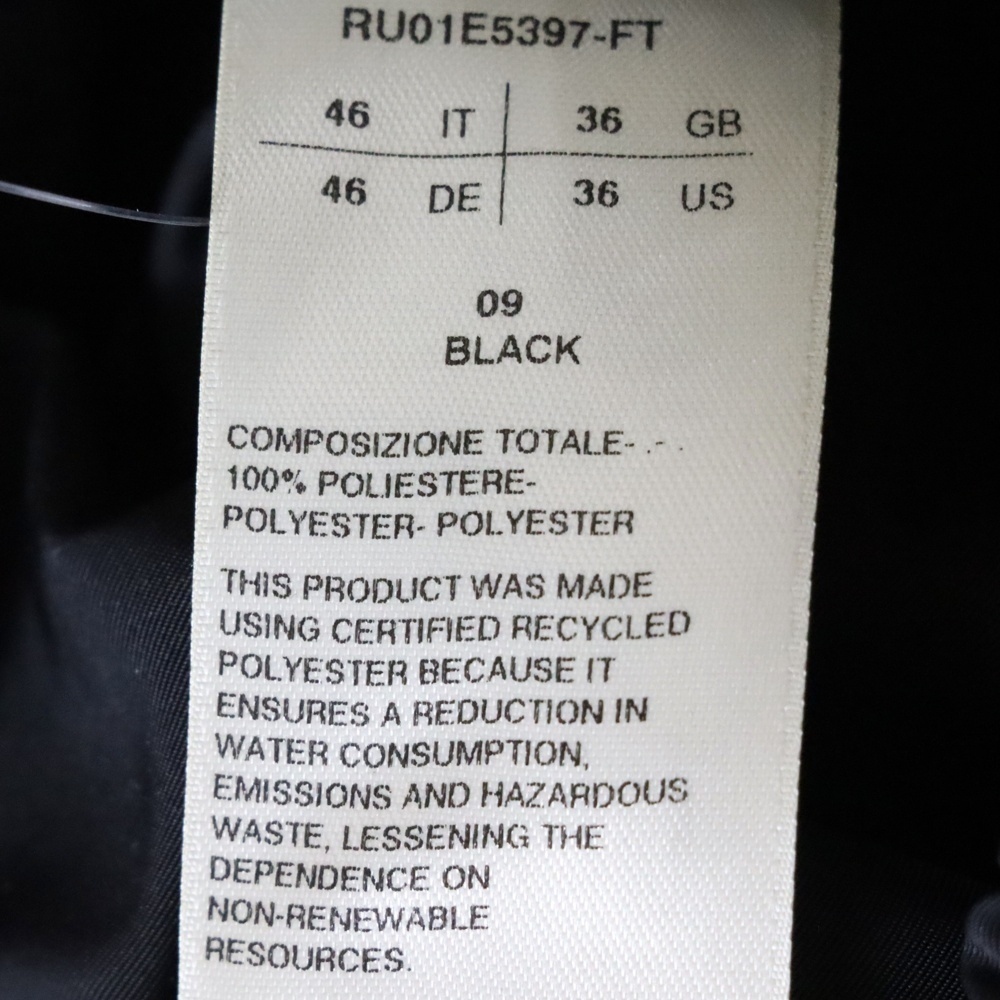 RU01E5397-FT
46 IT 36 GB
46 DE 36 US
09
BLACK
COMPOSIZIONE TOTALE- .- .
100% POLIESTERE-
POLYESTER- POLYESTER
THIS PRODUCT WAS MADE
USING CERTIFIED RECYCLED
POLYESTER BECAUSE IT
ENSURES A REDUCTION IN
WATER CONSUMPTION,
EMISSIONS AND HAZARDOUS
WASTE, LESSENING THE
DEPENDENCE ON
NON-RENEWABLE
RESOURCES.